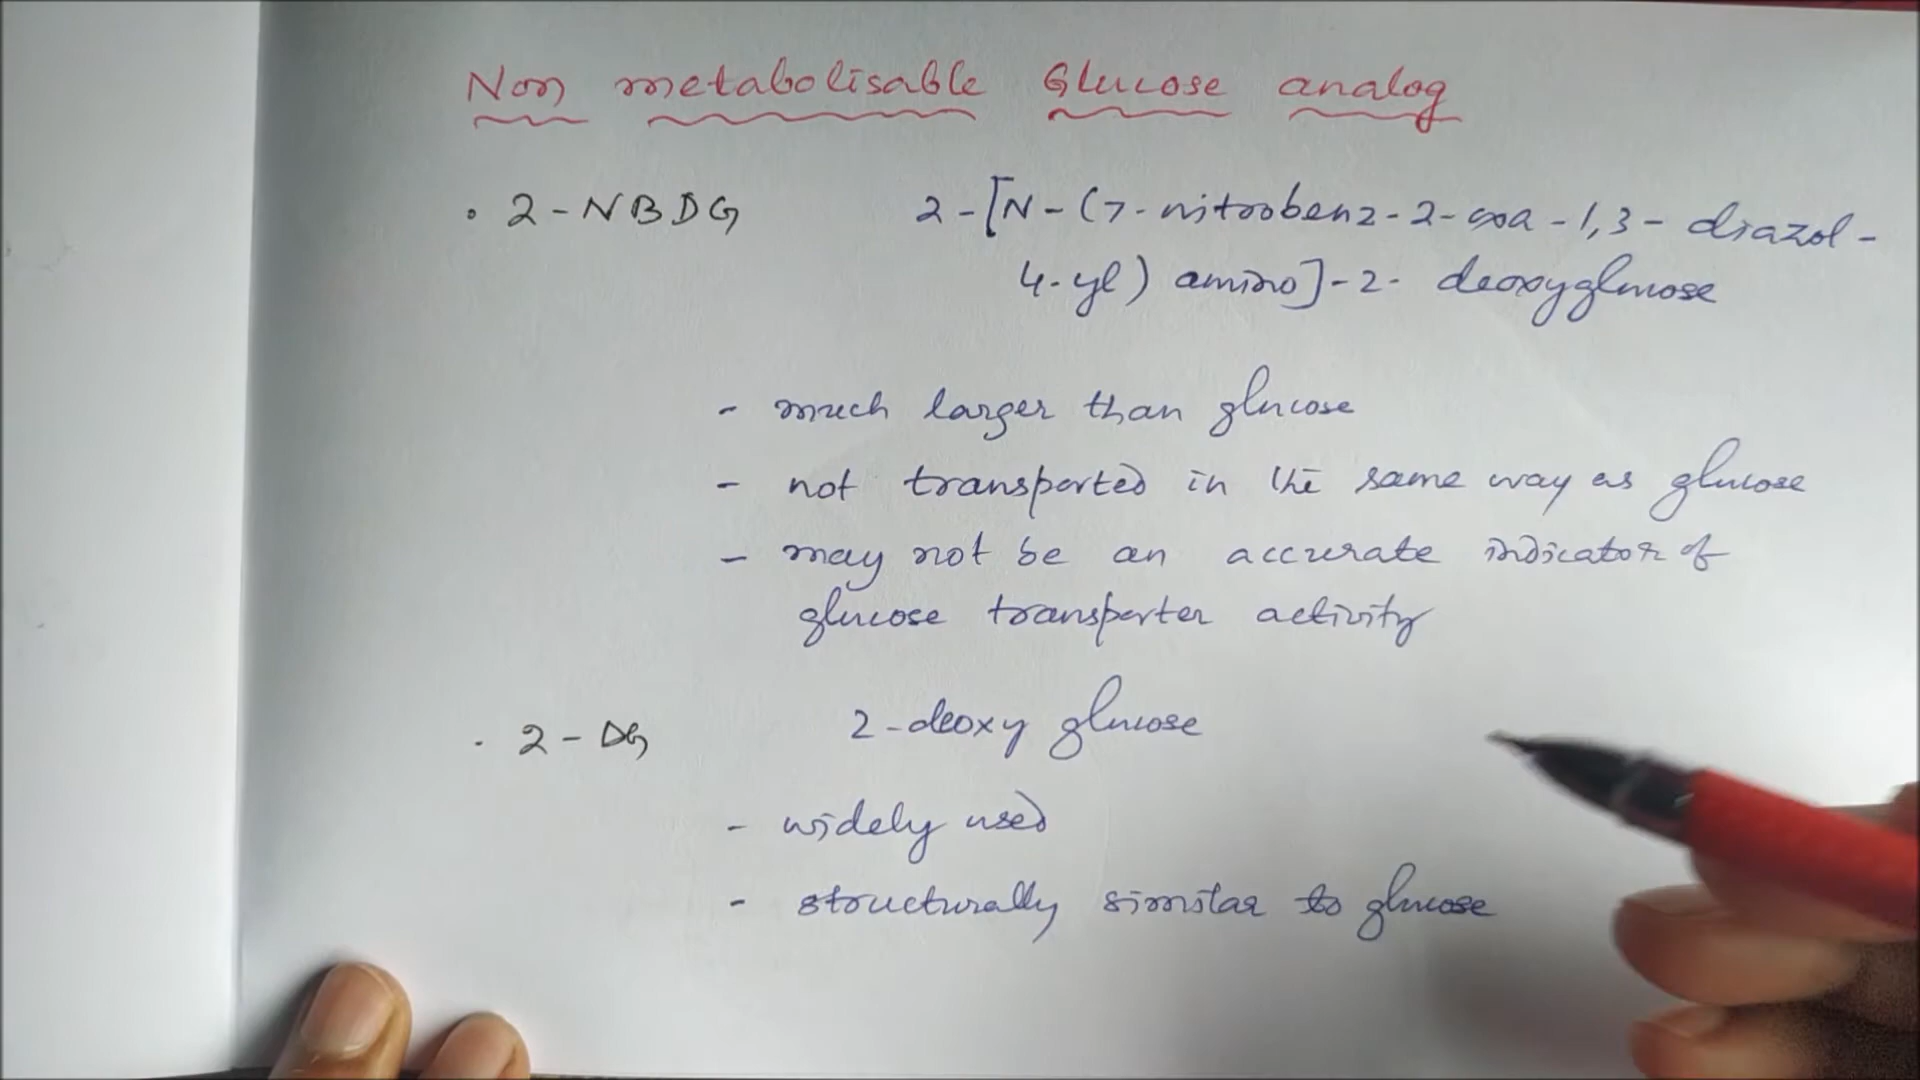 Non metabolisable Glucose analog
• 2-NBDG 2-[N-(7-nitrobenz-2-oxa-1,3-diazol-
4-yl) amino]-2-deoxyglucose
- much larger than glucose
- not transported in the same way as glucose
- may not be an accurate indicator of
glucose transporter activity
• 2-DG 2-deoxy glucose
- widely used
- structurally similar to glucose